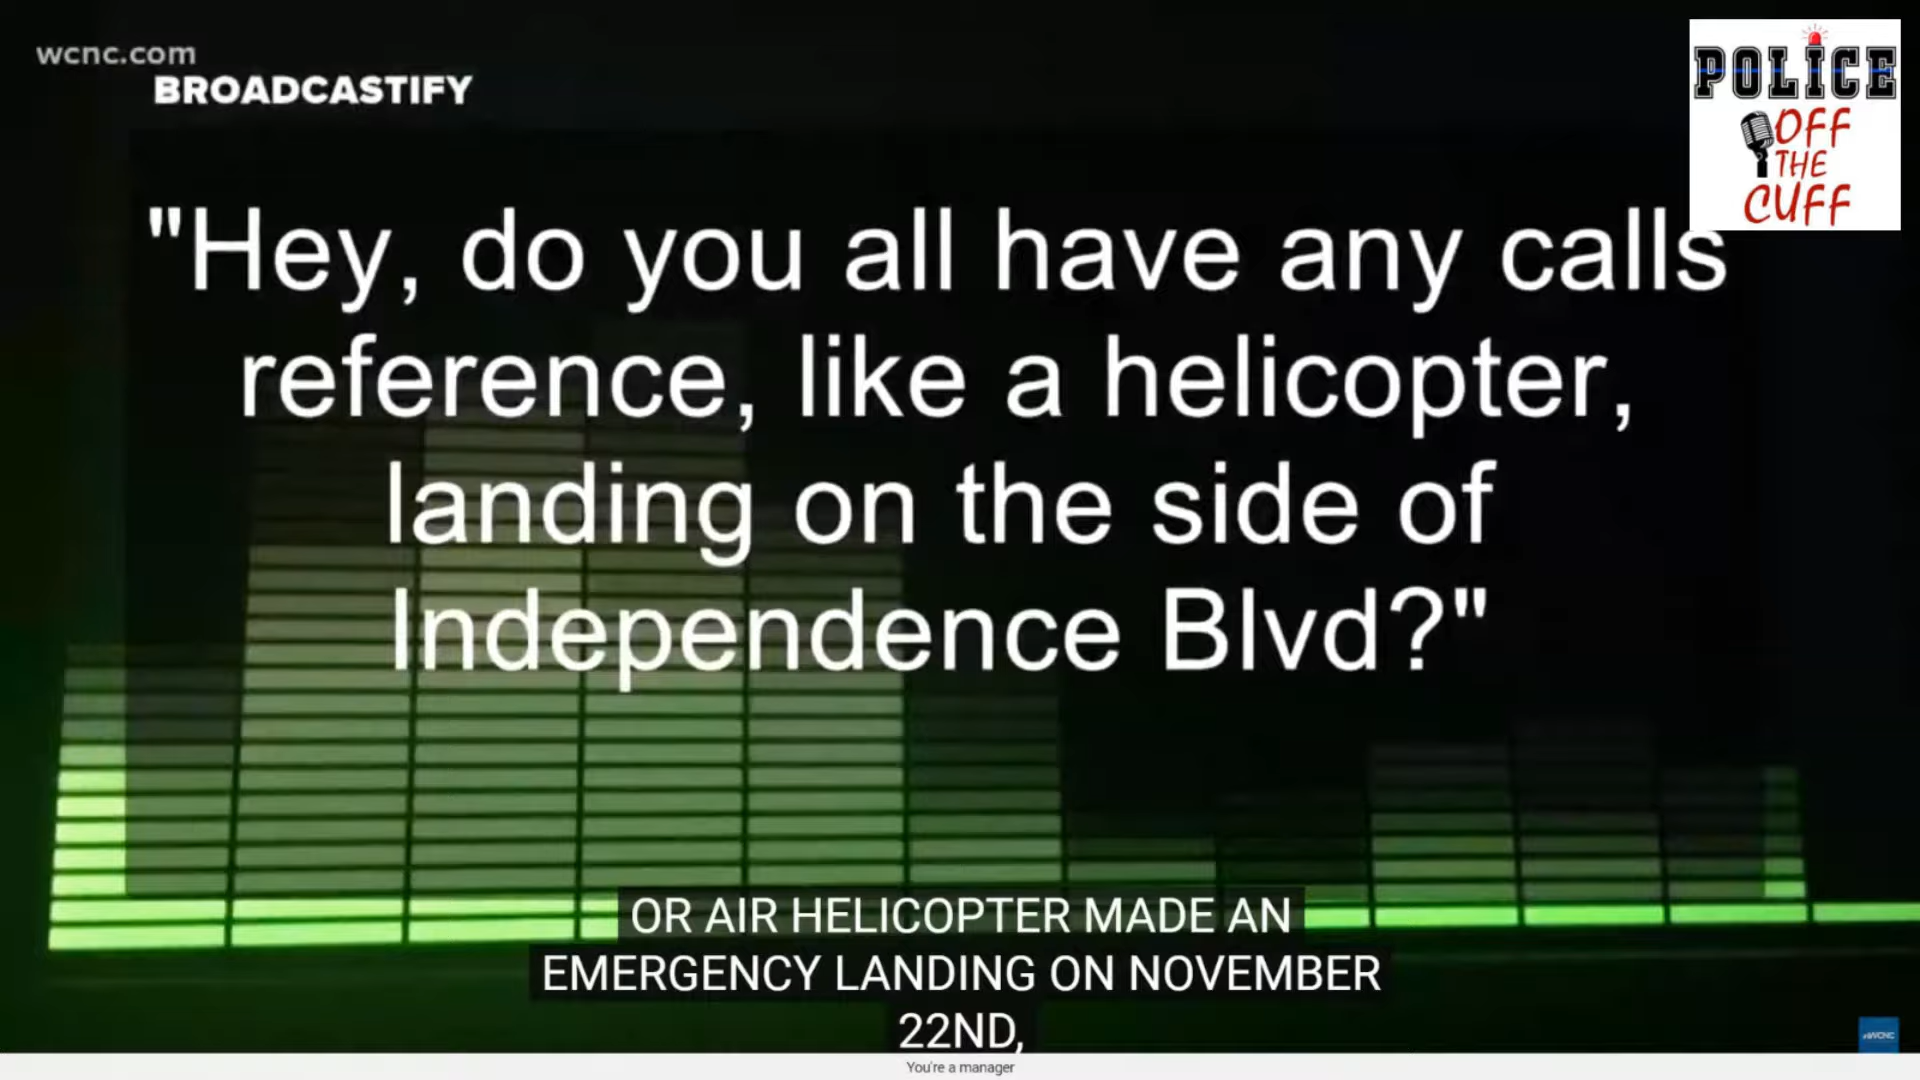 wcnc.com
BROADCASTIFY
POLICE
OFF
THE
CUFF
"Hey, do you all have any calls
reference, like a helicopter,
landing on the side of
Independence Blvd?"
OR AIR HELICOPTER MADE AN
EMERGENCY LANDING ON NOVEMBER
22ND,
WCNC
You're a manager